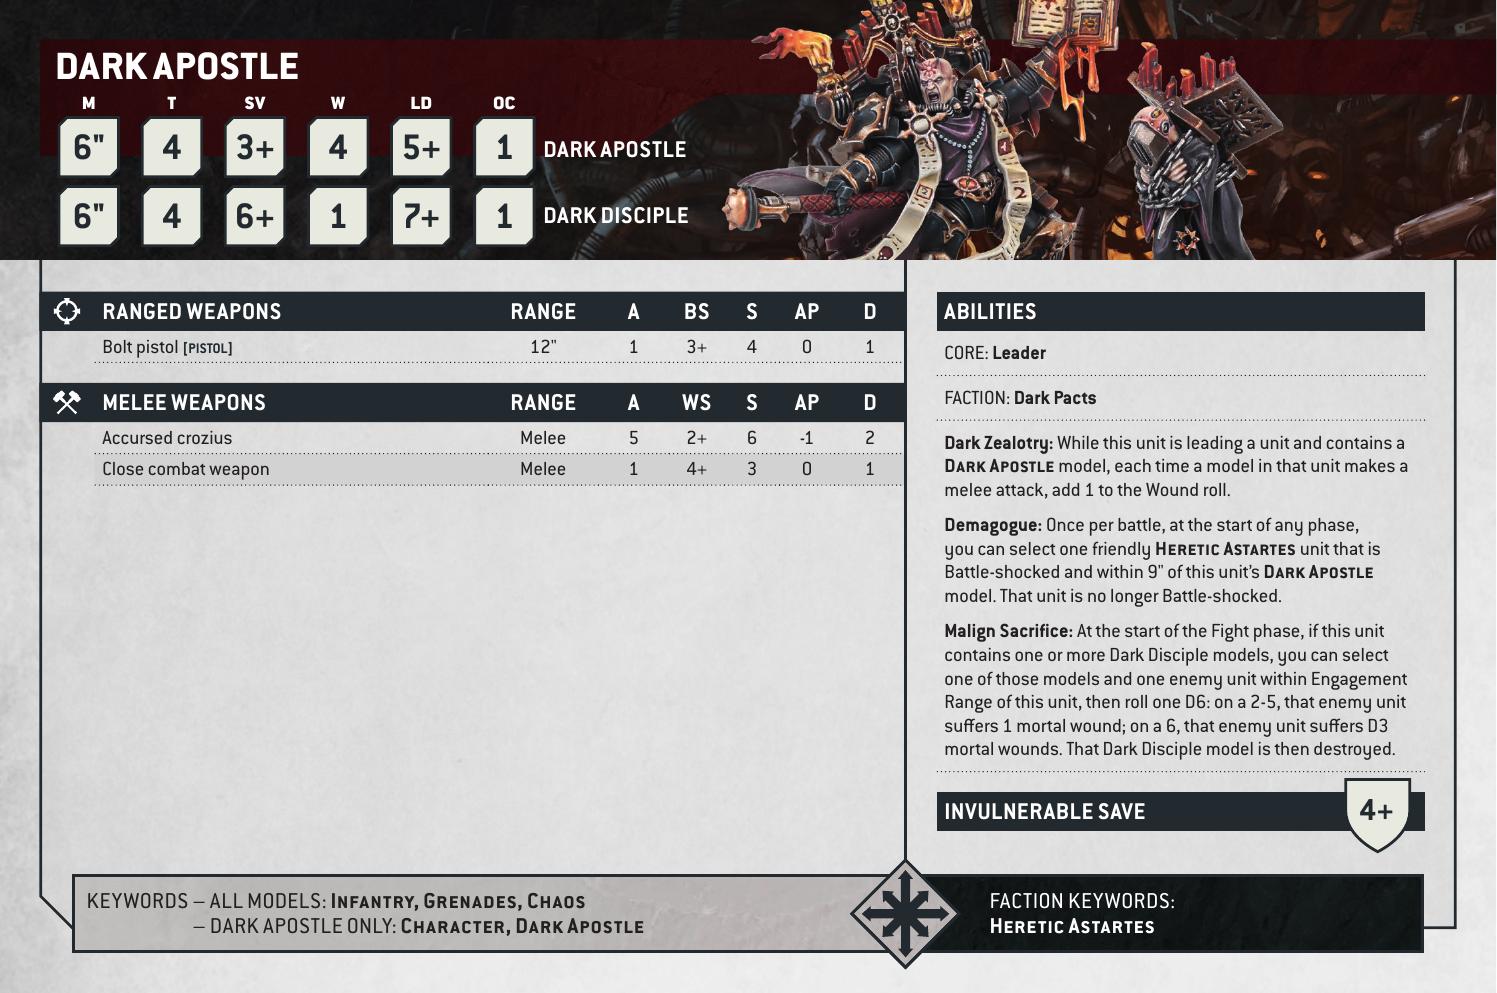 DARK APOSTLE
M T SV W LD OC
6" 4 3+ 4 5+ 1 DARK APOSTLE
6" 4 6+ 1 7+ 1 DARK DISCIPLE
RANGED WEAPONS RANGE A BS S AP D
Bolt pistol [PISTOL] 12" 1 3+ 4 0 1
MELEE WEAPONS RANGE A WS S AP D
Accursed crozius Melee 5 2+ 6 -1 2
Close combat weapon Melee 1 4+ 3 0 1
ABILITIES
CORE: Leader
FACTION: Dark Pacts
Dark Zealotry: While this unit is leading a unit and contains a
DARK APOSTLE model, each time a model in that unit makes a
melee attack, add 1 to the Wound roll.
Demagogue: Once per battle, at the start of any phase,
you can select one friendly HERETIC ASTARTES unit that is
Battle-shocked and within 9" of this unit's DARK APOSTLE
model. That unit is no longer Battle-shocked.
Malign Sacrifice: At the start of the Fight phase, if this unit
contains one or more Dark Disciple models, you can select
one of those models and one enemy unit within Engagement
Range of this unit, then roll one D6: on a 2-5, that enemy unit
suffers 1 mortal wound; on a 6, that enemy unit suffers D3
mortal wounds. That Dark Disciple model is then destroyed.
INVULNERABLE SAVE 4+
KEYWORDS – ALL MODELS: INFANTRY, GRENADES, CHAOS
– DARK APOSTLE ONLY: CHARACTER, DARK APOSTLE
FACTION KEYWORDS:
HERETIC ASTARTES